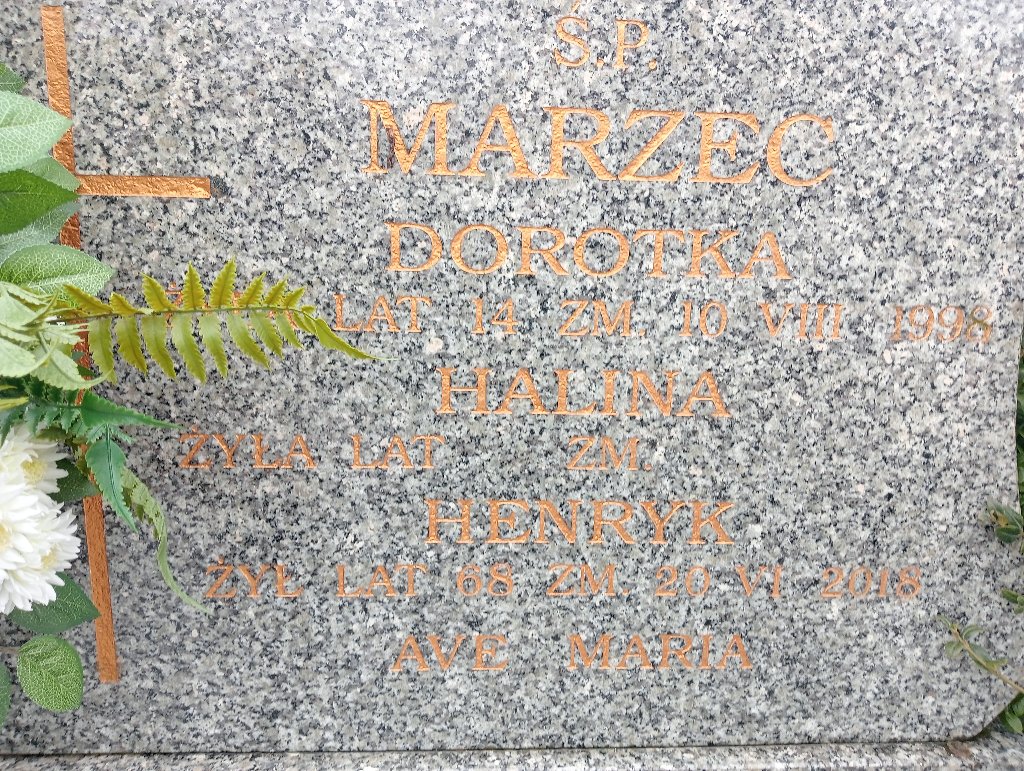 Ś.P.
MARZEC
DOROTKA
LAT 14 ZM. 10 VIII 1998
HALINA
ŻYŁA LAT ZM.
HENRYK
ŻYŁ LAT 68 ZM. 20 VI 2018
AVE MARIA